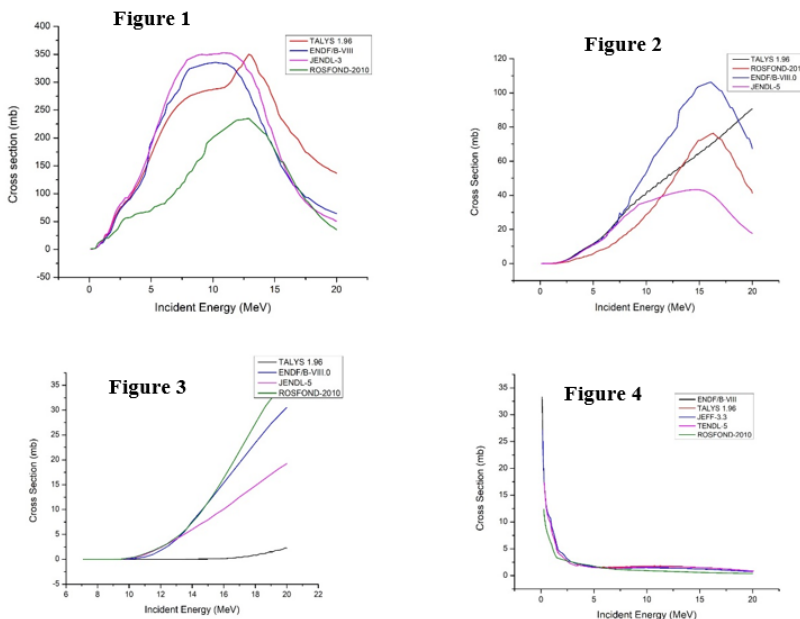 Figure 1
400
350
300
250
200
150
100
50
0
-50
Cross section (mb)
TALYS 1.96
ENDF/B-VIII
JENDL-3
ROSFOND-2010
0 5 10 15 20
Incident Energy (MeV)
Figure 2
120
100
80
60
40
20
0
Cross Section (mb)
TALYS 1.96
ROSFOND-201
ENDF/B-VIII.0
JENDL-5
0 5 10 15 20
Incident Energy (MeV)
Figure 3
35
30
25
20
15
10
5
0
-5
Cross Section (mb)
TALYS 1.96
ENDF/B-VIII.0
JENDL-5
ROSFOND-2010
6 8 10 12 14 16 18 20 22
Incident Energy (MeV)
Figure 4
35
30
25
20
15
10
5
0
Cross Section (mb)
ENDF/B-VIII
TALYS 1.96
JEFF-3.3
TENDL-5
ROSFOND-2010
0 5 10 15 20
Incident Energy (MeV)